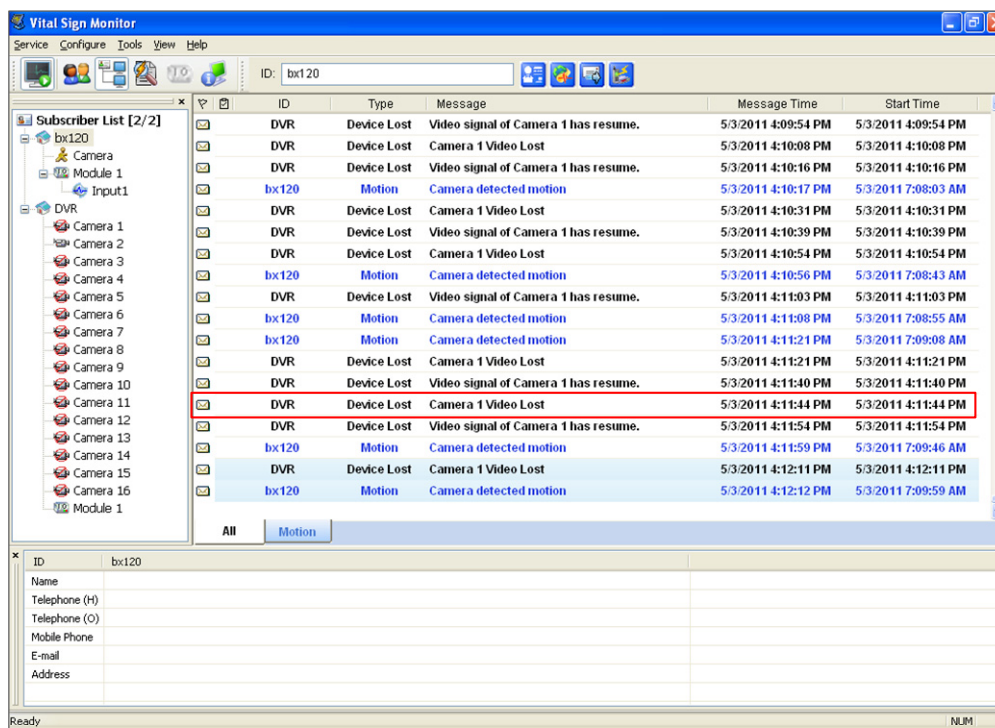 Vital Sign Monitor
Service Configure Tools View Help
ID: bx120
Subscriber List [2/2]
bx120
Camera
Module 1
Input1
DVR
Camera 1
Camera 2
Camera 3
Camera 4
Camera 5
Camera 6
Camera 7
Camera 8
Camera 9
Camera 10
Camera 11
Camera 12
Camera 13
Camera 14
Camera 15
Camera 16
Module 1
ID Type Message Message Time Start Time
DVR Device Lost Video signal of Camera 1 has resume. 5/3/2011 4:09:54 PM 5/3/2011 4:09:54 PM
DVR Device Lost Camera 1 Video Lost 5/3/2011 4:10:08 PM 5/3/2011 4:10:08 PM
DVR Device Lost Video signal of Camera 1 has resume. 5/3/2011 4:10:16 PM 5/3/2011 4:10:16 PM
bx120 Motion Camera detected motion 5/3/2011 4:10:17 PM 5/3/2011 7:08:03 AM
DVR Device Lost Camera 1 Video Lost 5/3/2011 4:10:31 PM 5/3/2011 4:10:31 PM
DVR Device Lost Video signal of Camera 1 has resume. 5/3/2011 4:10:39 PM 5/3/2011 4:10:39 PM
DVR Device Lost Camera 1 Video Lost 5/3/2011 4:10:54 PM 5/3/2011 4:10:54 PM
bx120 Motion Camera detected motion 5/3/2011 4:10:56 PM 5/3/2011 7:08:43 AM
DVR Device Lost Video signal of Camera 1 has resume. 5/3/2011 4:11:03 PM 5/3/2011 4:11:03 PM
bx120 Motion Camera detected motion 5/3/2011 4:11:08 PM 5/3/2011 7:08:55 AM
bx120 Motion Camera detected motion 5/3/2011 4:11:21 PM 5/3/2011 7:09:08 AM
DVR Device Lost Camera 1 Video Lost 5/3/2011 4:11:21 PM 5/3/2011 4:11:21 PM
DVR Device Lost Video signal of Camera 1 has resume. 5/3/2011 4:11:40 PM 5/3/2011 4:11:40 PM
DVR Device Lost Camera 1 Video Lost 5/3/2011 4:11:44 PM 5/3/2011 4:11:44 PM
DVR Device Lost Video signal of Camera 1 has resume. 5/3/2011 4:11:54 PM 5/3/2011 4:11:54 PM
bx120 Motion Camera detected motion 5/3/2011 4:11:59 PM 5/3/2011 7:09:46 AM
DVR Device Lost Camera 1 Video Lost 5/3/2011 4:12:11 PM 5/3/2011 4:12:11 PM
bx120 Motion Camera detected motion 5/3/2011 4:12:12 PM 5/3/2011 7:09:59 AM
All Motion
ID bx120
Name
Telephone (H)
Telephone (O)
Mobile Phone
E-mail
Address
Ready NUM